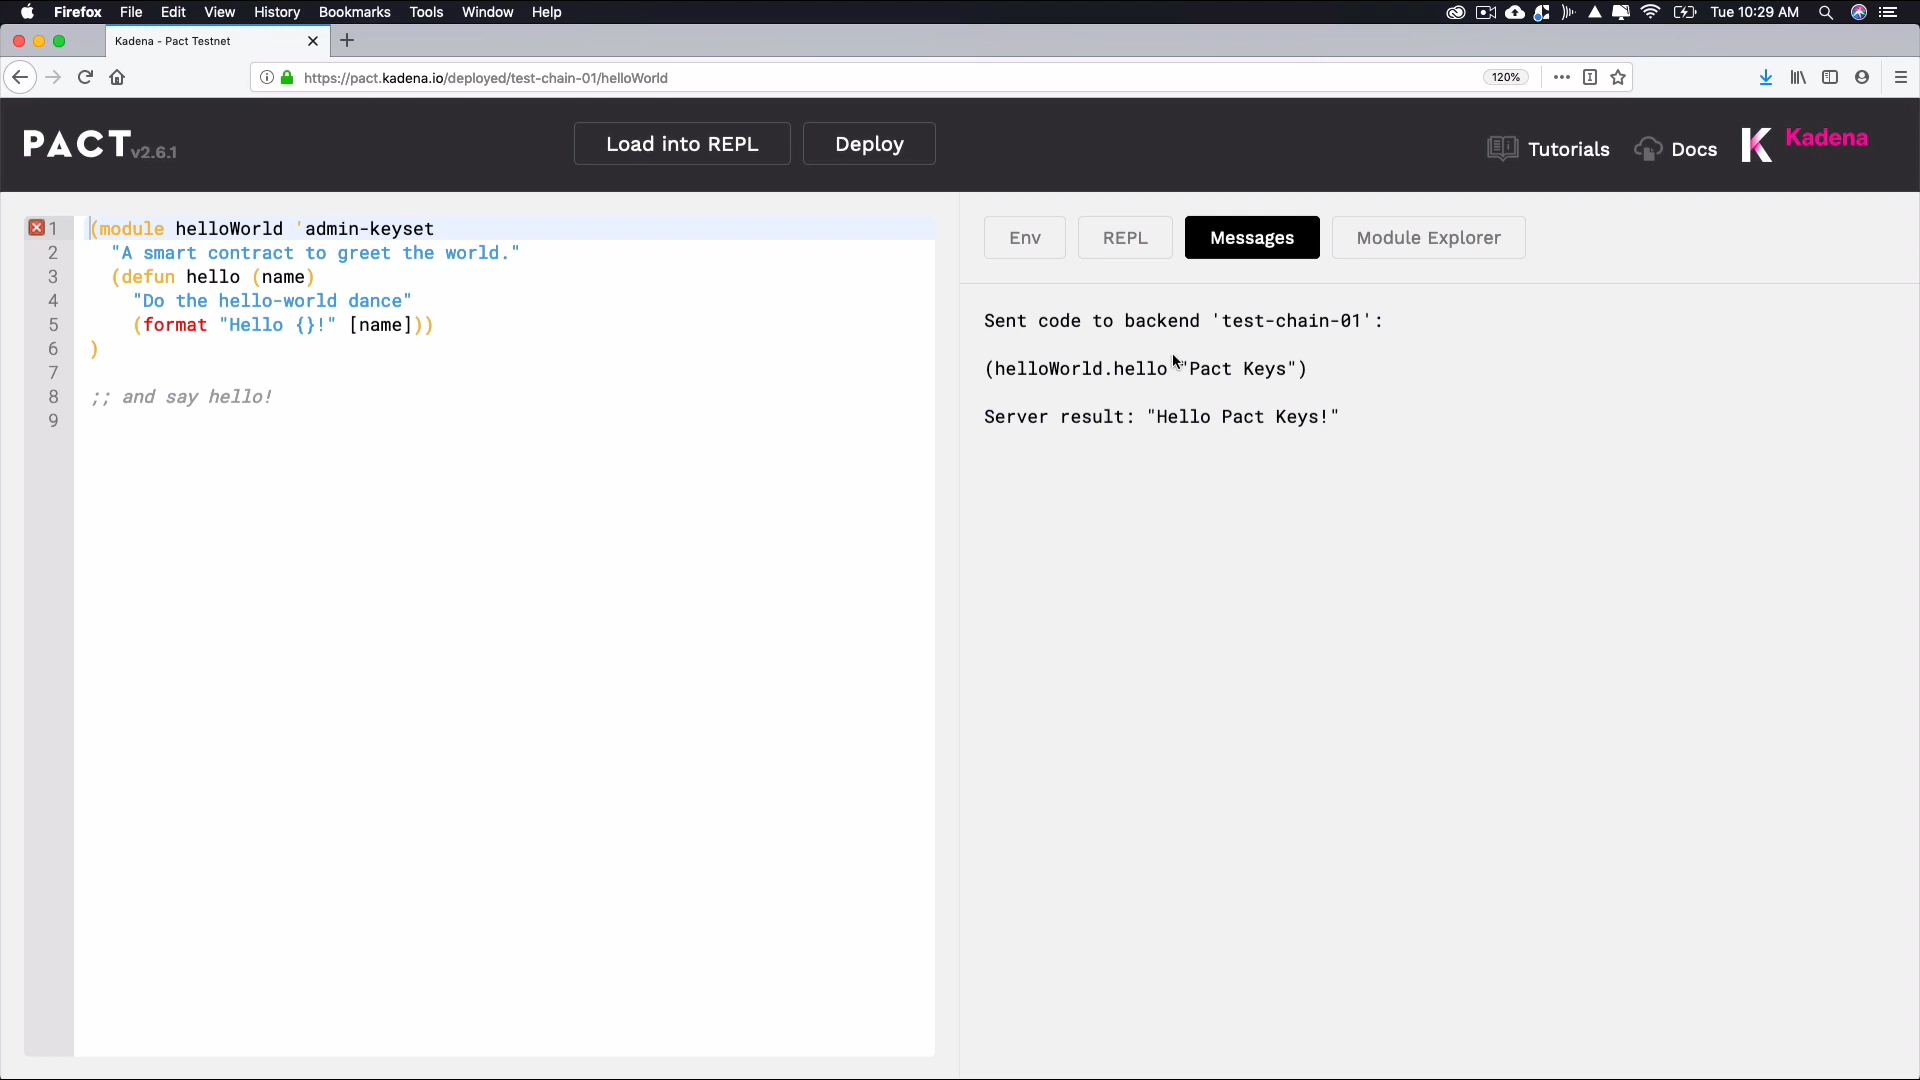 Firefox File Edit View History Bookmarks Tools Window Help Tue 10:29 AM
Kadena - Pact Testnet
https://pact.kadena.io/deployed/test-chain-01/helloWorld 120%
PACT v2.6.1 Load into REPL Deploy Tutorials Docs Kadena
Env REPL Messages Module Explorer
1 (module helloWorld 'admin-keyset
2 "A smart contract to greet the world."
3 (defun hello (name)
4 "Do the hello-world dance"
5 (format "Hello {}!" [name]))
6 )
7
8 ;; and say hello!
9
Sent code to backend 'test-chain-01':
(helloWorld.hello "Pact Keys")
Server result: "Hello Pact Keys!"